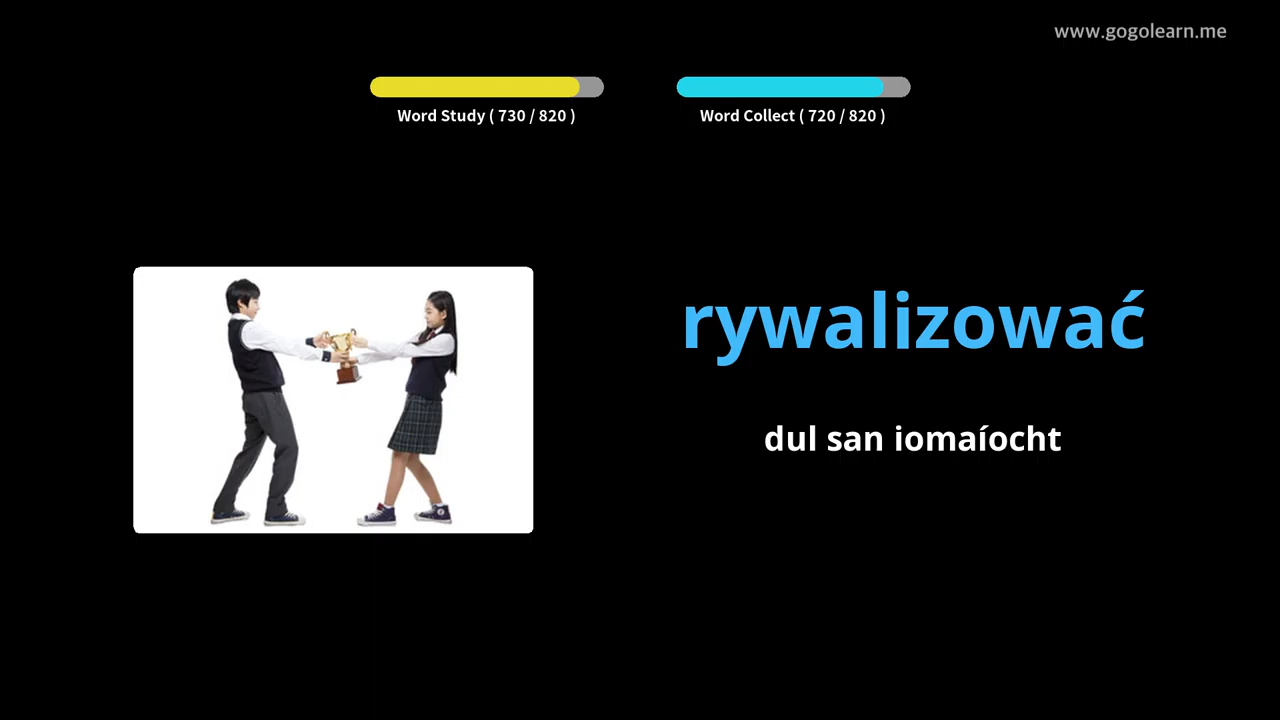 www.gogolearn.me
Word Study ( 730 / 820 )
Word Collect ( 720 / 820 )
rywalizować
dul san iomaíocht